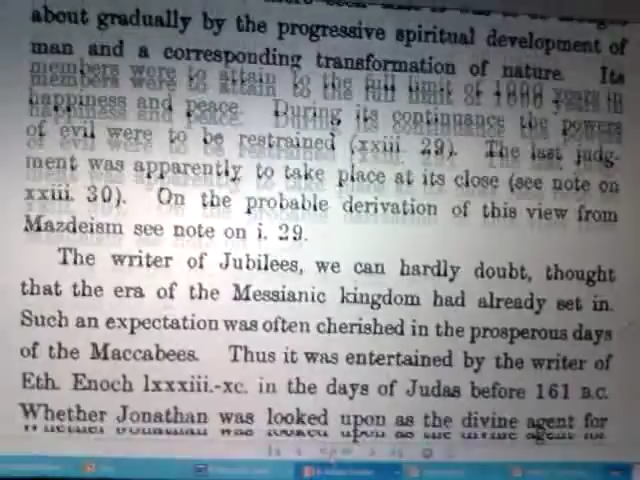 about gradually by the progressive spiritual development of
man and a corresponding transformation of nature. Its
members were to attain to the full limit of 1000 years in
happiness and peace. During its continuance the powers
of evil were to be restrained (xxiii. 29). The last judg-
ment was apparently to take place at its close (see note on
xxiii. 30). On the probable derivation of this view from
Mazdeism see note on i. 29.
The writer of Jubilees, we can hardly doubt, thought
that the era of the Messianic kingdom had already set in.
Such an expectation was often cherished in the prosperous days
of the Maccabees. Thus it was entertained by the writer of
Eth. Enoch lxxxiii.-xc. in the days of Judas before 161 B.C.
Whether Jonathan was looked upon as the divine agent for